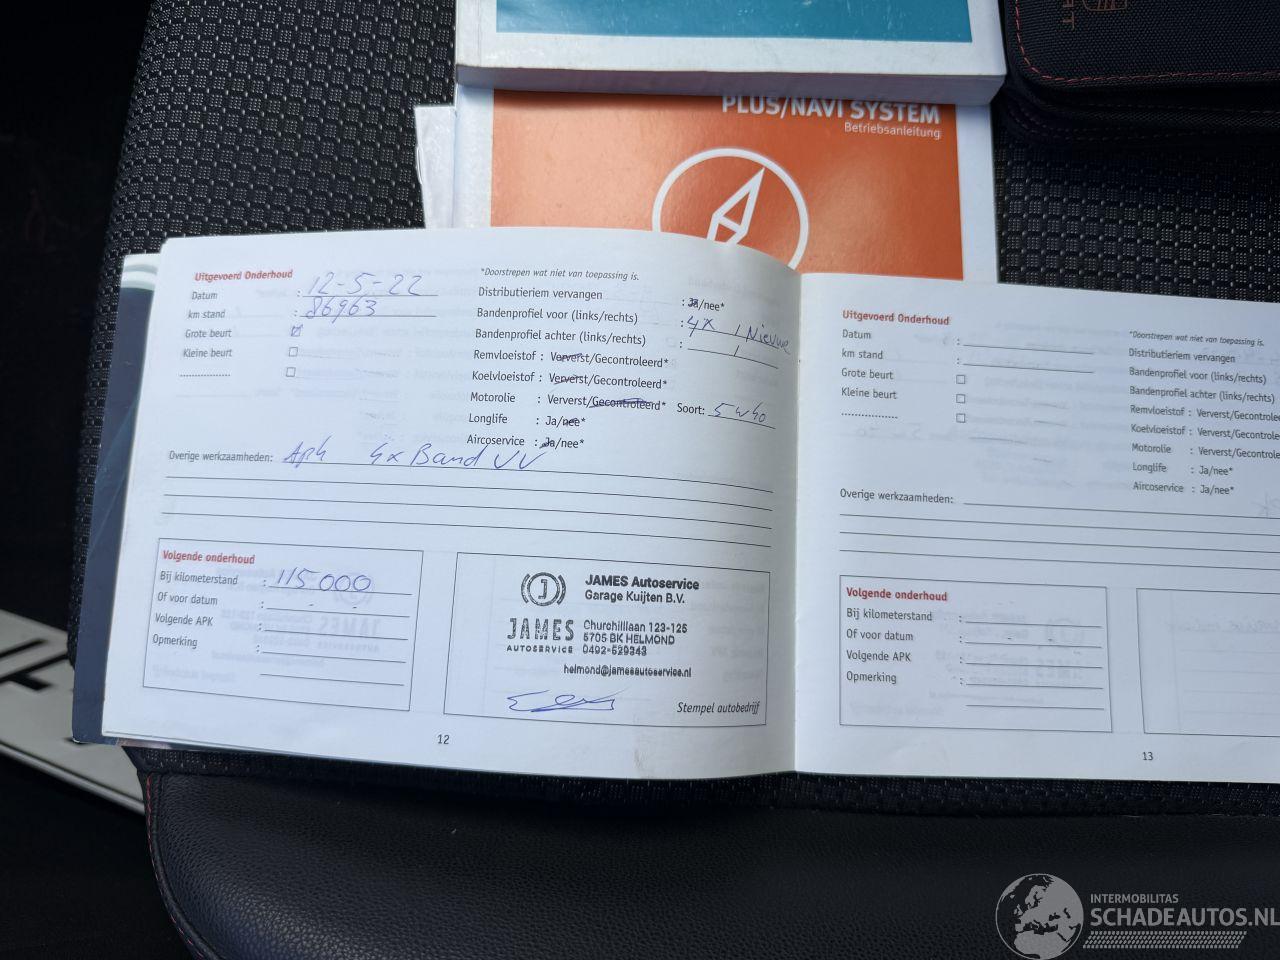 PLUS/NAVI SYSTEM
Betriebsanleitung
Uitgevoerd Onderhoud
Datum : 12-5-22
km stand : 86963
Grote beurt
Kleine beurt
*Doorstrepen wat niet van toepassing is.
Distributieriem vervangen : Ja/nee*
Bandenprofiel voor (links/rechts) : 4x / Nieuwe
Bandenprofiel achter (links/rechts) : /
Remvloeistof : Ververst/Gecontroleerd*
Koelvloeistof : Ververst/Gecontroleerd*
Motorolie : Ververst/Gecontroleerd* Soort: 5w40
Longlife : Ja/nee*
Aircoservice : Ja/nee*
Overige werkzaamheden: Apk 4x Band VV
Volgende onderhoud
Bij kilometerstand : 115000
Of voor datum : - -
Volgende APK :
Opmerking :
JAMES Autoservice
Garage Kuijten B.V.
JAMES
AUTOSERVICE
Churchilllaan 123-125
5705 BK HELMOND
0492-529343
helmond@jamesautoservice.nl
Stempel autobedrijf
12
Uitgevoerd Onderhoud
Datum :
km stand :
Grote beurt
Kleine beurt
*Doorstrepen wat niet van toepassing is.
Distributieriem vervangen
Bandenprofiel voor (links/rechts)
Bandenprofiel achter (links/rechts)
Remvloeistof : Ververst/Gecontrole
Koelvloeistof : Ververst/Gecontrole
Motorolie : Ververst/Gecontrole
Longlife : Ja/nee*
Aircoservice : Ja/nee*
Overige werkzaamheden:
Volgende onderhoud
Bij kilometerstand :
Of voor datum :
Volgende APK :
Opmerking :
13
INTERMOBILITAS
SCHADEAUTOS.NL